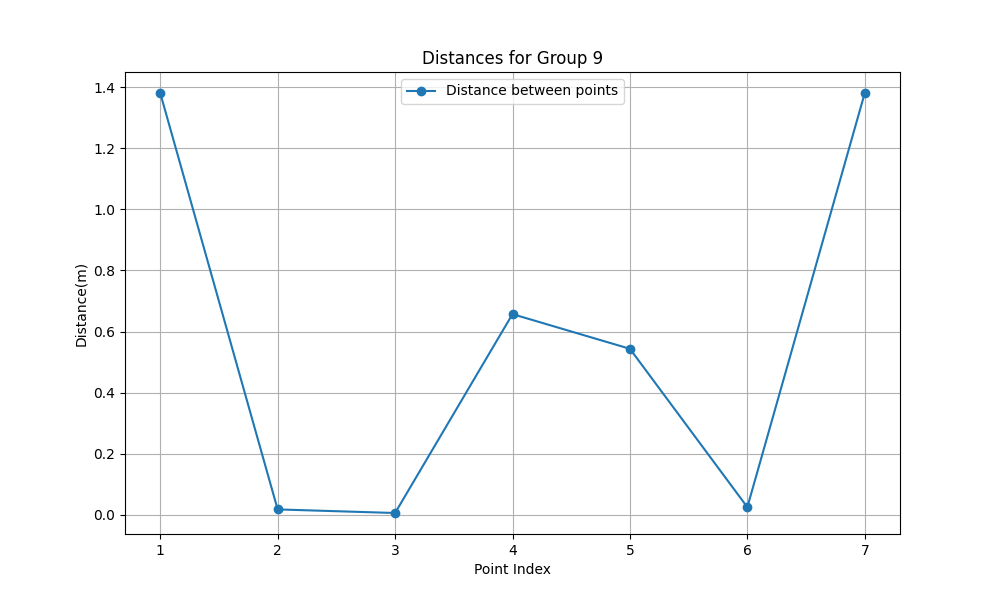 Distances for Group 9
Distance between points
1.4
1.2
1.0
0.8
0.6
0.4
0.2
0.0
Distance(m)
1 2 3 4 5 6 7
Point Index